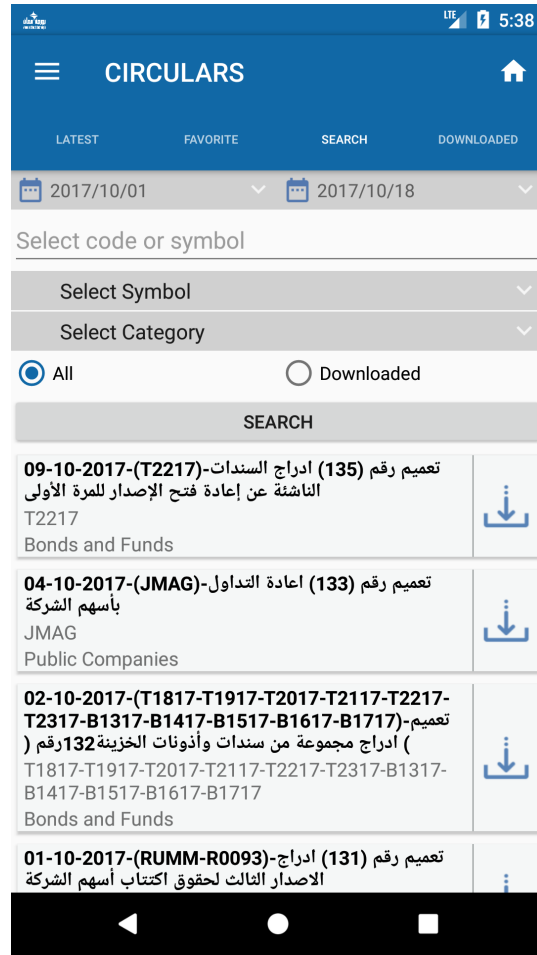 LTE 5:38
CIRCULARS
LATEST FAVORITE SEARCH DOWNLOADED
2017/10/01 2017/10/18
Select code or symbol
Select Symbol
Select Category
All Downloaded
SEARCH
09-10-2017-(T2217)-تعميم رقم (135) ادراج السندات
الناشئة عن إعادة فتح الإصدار للمرة الأولى
T2217
Bonds and Funds
04-10-2017-(JMAG)-تعميم رقم (133) اعادة التداول
بأسهم الشركة
JMAG
Public Companies
02-10-2017-(T1817-T1917-T2017-T2117-T2217-
T2317-B1317-B1417-B1517-B1617-B1717)-تعميم
) ادراج مجموعة من سندات وأذونات الخزينة132رقم (
T1817-T1917-T2017-T2117-T2217-T2317-B1317-
B1417-B1517-B1617-B1717
Bonds and Funds
01-10-2017-(RUMM-R0093)-تعميم رقم (131) ادراج
الاصدار الثالث لحقوق اكتتاب أسهم الشركة